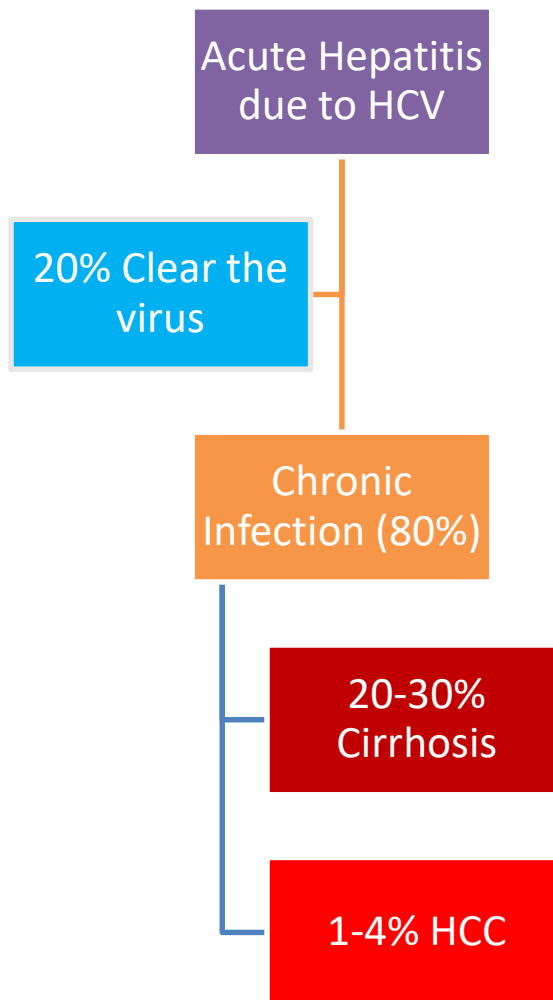 Acute Hepatitis
due to HCV
20% Clear the
virus
Chronic
Infection (80%)
20-30%
Cirrhosis
1-4% HCC